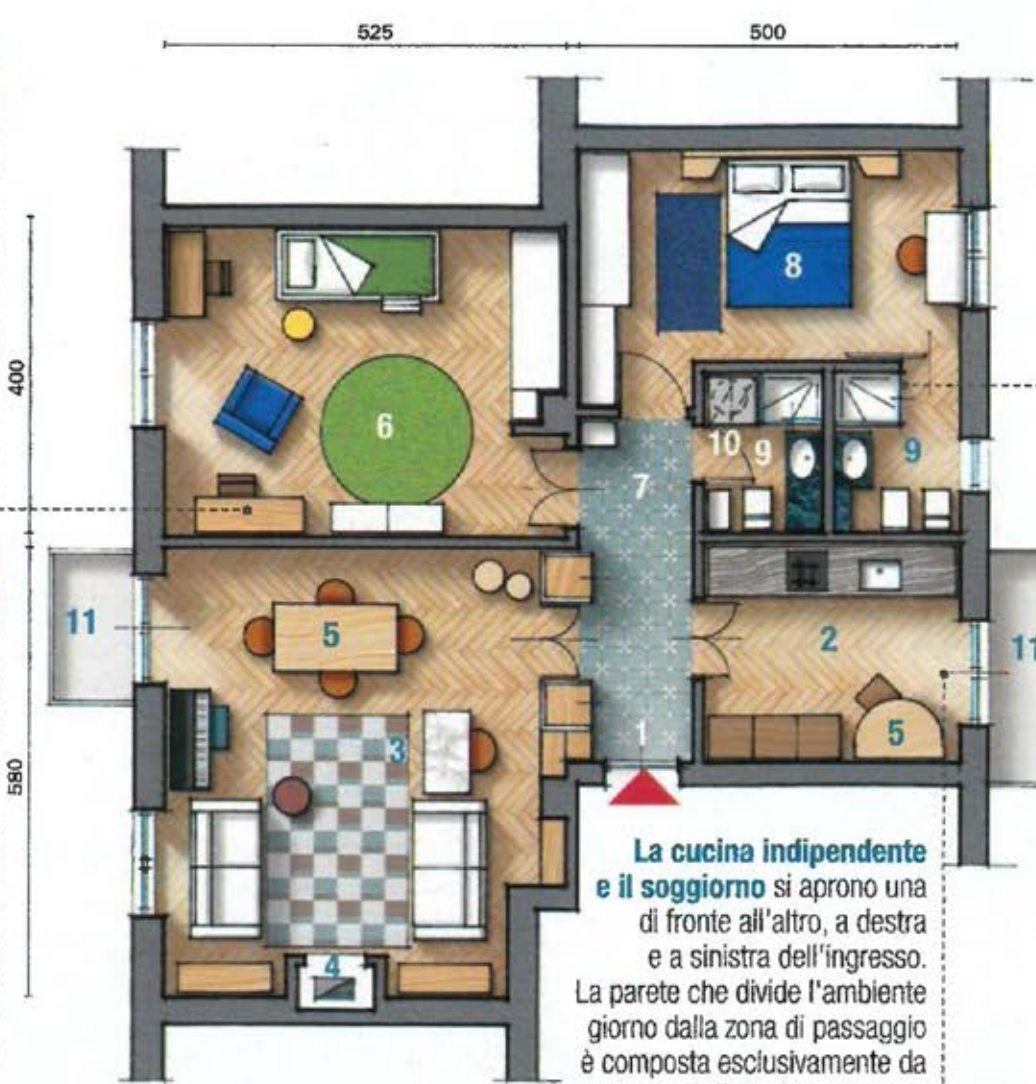 525
500
400
580
8
6
10
9
9
7
11
5
2
11
3
1
5
4
La cucina indipendente
e il soggiorno si aprono una
di fronte all'altro, a destra
e a sinistra dell'ingresso.
La parete che divide l'ambiente
giorno dalla zona di passaggio
è composta esclusivamente da